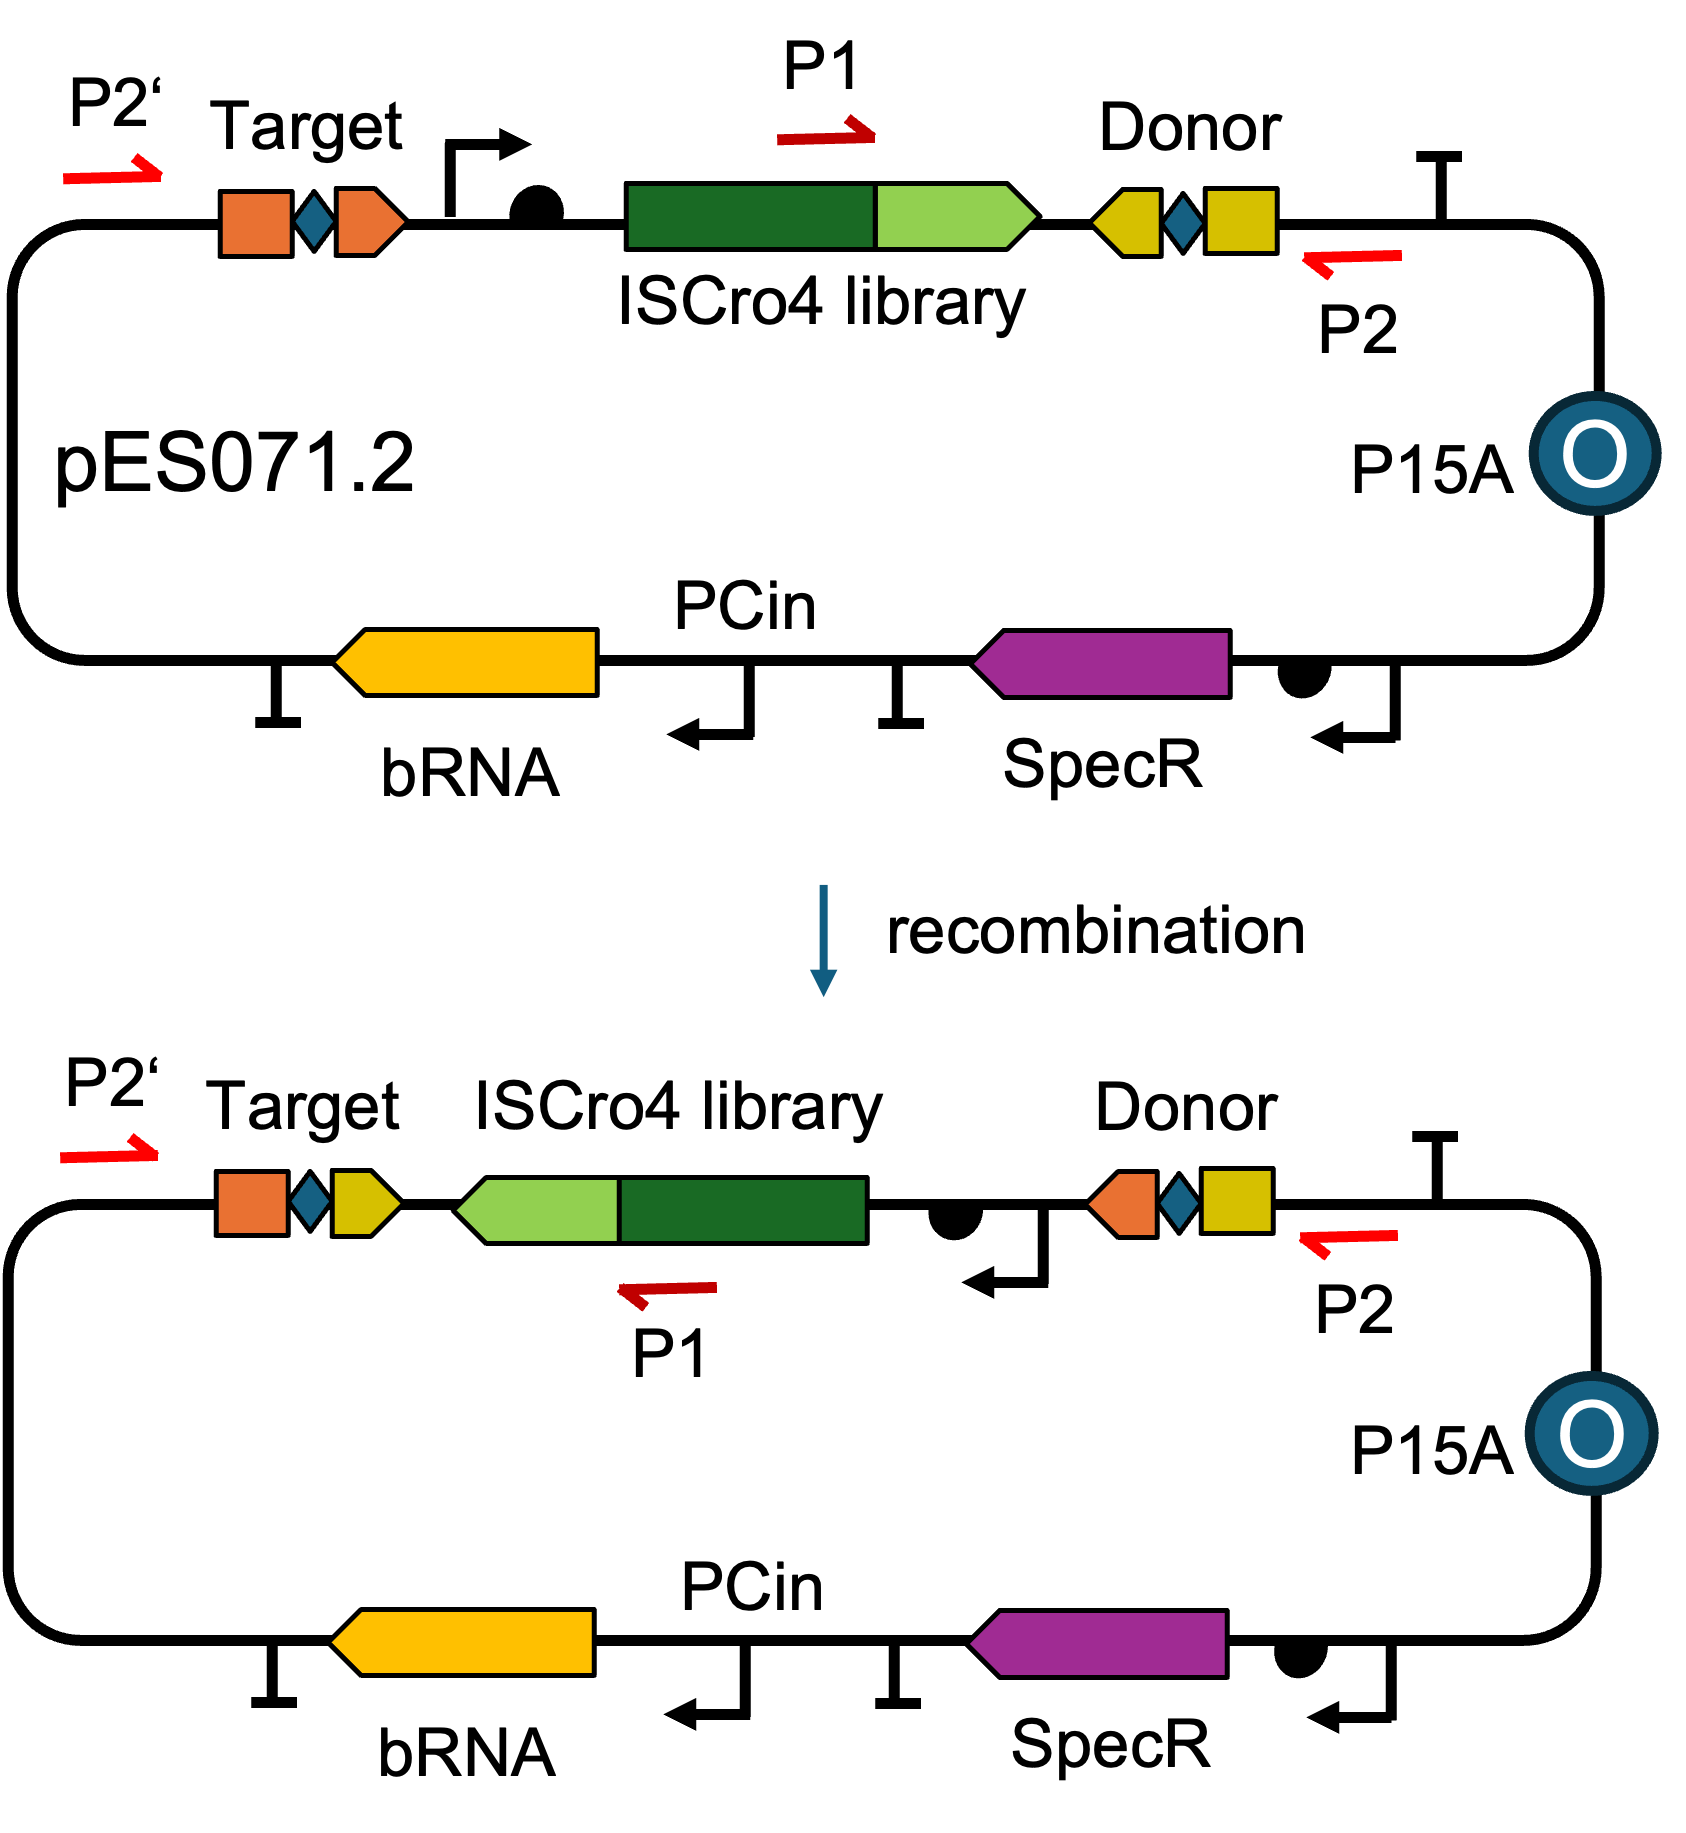 P1
P2‘
Target
Donor
ISCro4 library
P2
pES071.2
P15A
O
PCin
bRNA
SpecR
recombination
P2‘
Target
ISCro4 library
Donor
P2
P1
P15A
O
PCin
bRNA
SpecR